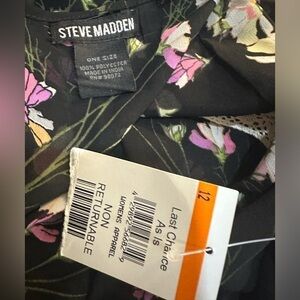 STEVE MADDEN
ONE SIZE
100% POLYESTER
MADE IN INDIA
12
Last Chance
As Is
WOMENS APPAREL
NON
RETURNABLE